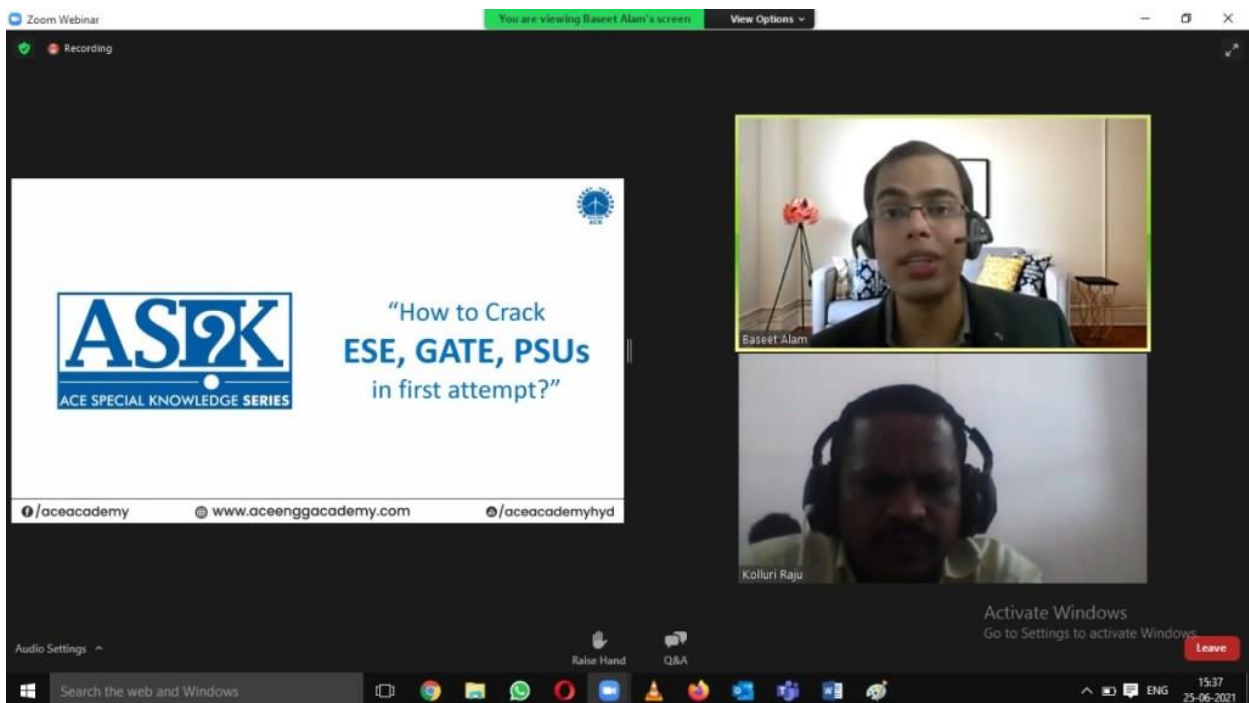 Zoom Webinar
You are viewing Baseet Alam's screen
View Options
Recording
ACE
ASK
ACE SPECIAL KNOWLEDGE SERIES
“How to Crack
ESE, GATE, PSUs
in first attempt?”
/aceacademy
www.aceenggacademy.com
/aceacademyhyd
Baseet Alam
Kolluri Raju
Activate Windows
Go to Settings to activate Windows.
Audio Settings
Raise Hand
Q&A
Leave
Search the web and Windows
ENG
15:37
25-06-2021